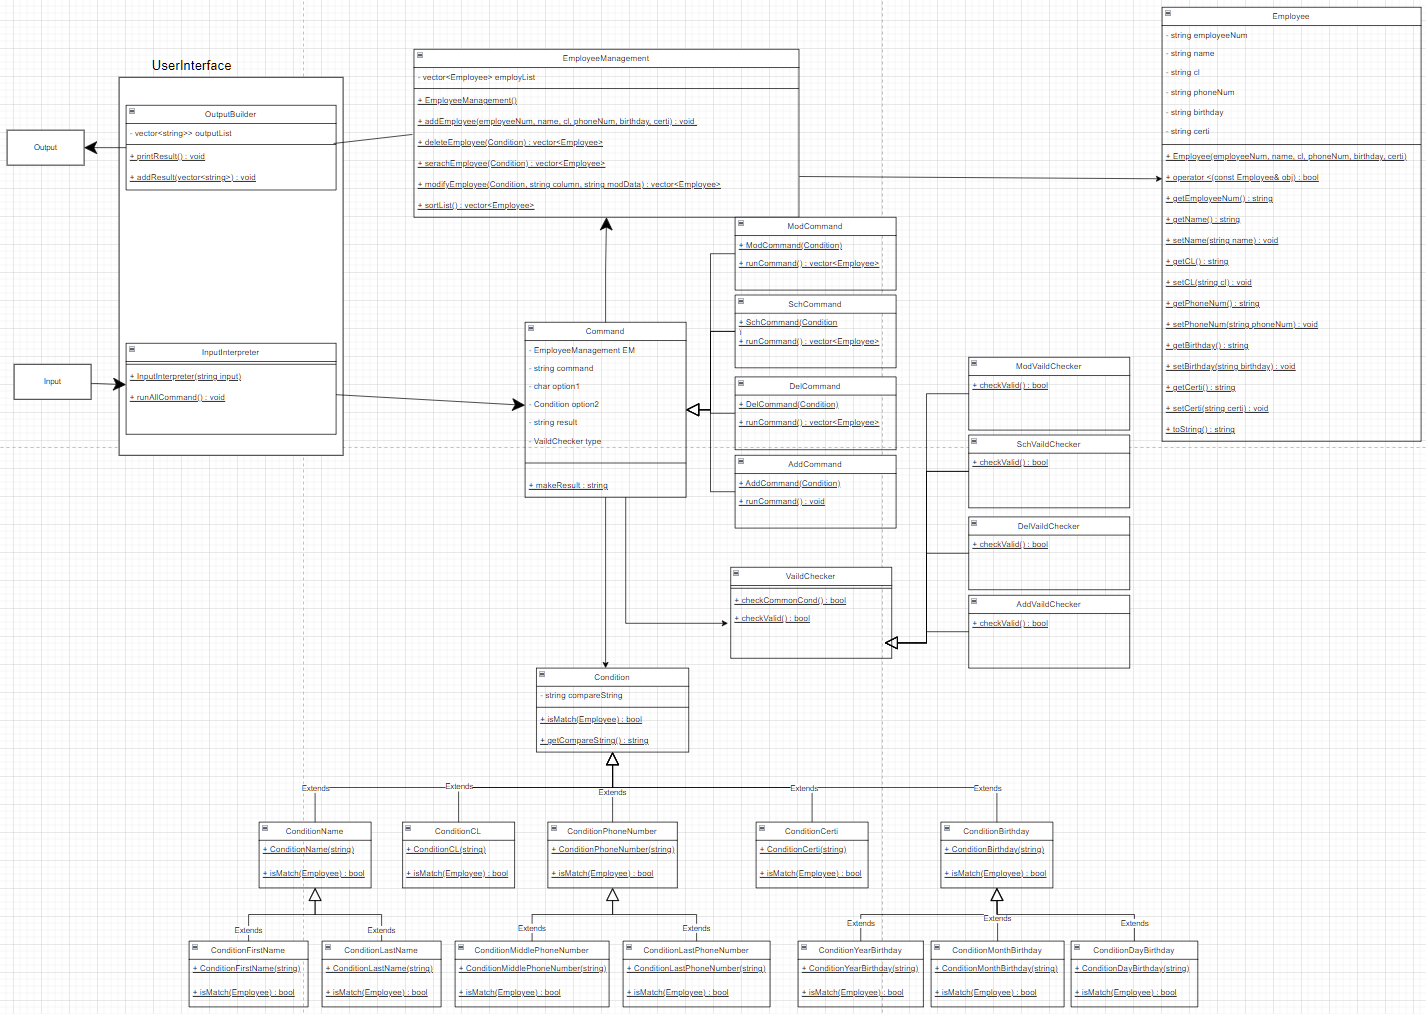 UserInterface
OutputBuilder
- vector<string>> outputList
+ printResult() : void
+ addResult(vector<string>) : void
Output
InputInterpreter
+ InputInterpreter(string input)
+ runAllCommand() : void
Input
EmployeeManagement
- vector<Employee> employList
+ EmployeeManagement()
+ addEmployee(employeeNum, name, cl, phoneNum, birthday, certi) : void
+ deleteEmployee(Condition) : vector<Employee>
+ serachEmployee(Condition) : vector<Employee>
+ modifyEmployee(Condition, string column, string modData) : vector<Employee>
+ sortList() : vector<Employee>
Employee
- string employeeNum
- string name
- string cl
- string phoneNum
- string birthday
- string certi
+ Employee(employeeNum, name, cl, phoneNum, birthday, certi)
+ operator <(const Employee& obj) : bool
+ getEmployeeNum() : string
+ getName() : string
+ setName(string name) : void
+ getCL() : string
+ setCL(string cl) : void
+ getPhoneNum() : string
+ setPhoneNum(string phoneNum) : void
+ getBirthday() : string
+ setBirthday(string birthday) : void
+ getCerti() : string
+ setCerti(string certi) : void
+ toString() : string
Command
- EmployeeManagement EM
- string command
- char option1
- Condition option2
- string result
- VaildChecker type
+ makeResult : string
ModCommand
+ ModCommand(Condition)
+ runCommand() : vector<Employee>
SchCommand
+ SchCommand(Condition
)
+ runCommand() : vector<Employee>
DelCommand
+ DelCommand(Condition)
+ runCommand() : vector<Employee>
AddCommand
+ AddCommand(Condition)
+ runCommand() : void
ModVaildChecker
+ checkValid() : bool
SchVaildChecker
+ checkValid() : bool
DelVaildChecker
+ checkValid() : bool
AddVaildChecker
+ checkValid() : bool
VaildChecker
+ checkCommonCond() : bool
+ checkValid() : bool
Condition
- string compareString
+ isMatch(Employee) : bool
+ getCompareString() : string
Extends
Extends
Extends
Extends
Extends
ConditionName
+ ConditionName(string)
+ isMatch(Employee) : bool
ConditionCL
+ ConditionCL(string)
+ isMatch(Employee) : bool
ConditionPhoneNumber
+ ConditionPhoneNumber(string)
+ isMatch(Employee) : bool
ConditionCerti
+ ConditionCerti(string)
+ isMatch(Employee) : bool
ConditionBirthday
+ ConditionBirthday(string)
+ isMatch(Employee) : bool
Extends
Extends
Extends
Extends
Extends
Extends
Extends
ConditionFirstName
+ ConditionFirstName(string)
+ isMatch(Employee) : bool
ConditionLastName
+ ConditionLastName(string)
+ isMatch(Employee) : bool
ConditionMiddlePhoneNumber
+ ConditionMiddlePhoneNumber(string)
+ isMatch(Employee) : bool
ConditionLastPhoneNumber
+ ConditionLastPhoneNumber(string)
+ isMatch(Employee) : bool
ConditionYearBirthday
+ ConditionYearBirthday(string)
+ isMatch(Employee) : bool
ConditionMonthBirthday
+ ConditionMonthBirthday(string)
+ isMatch(Employee) : bool
ConditionDayBirthday
+ ConditionDayBirthday(string)
+ isMatch(Employee) : bool